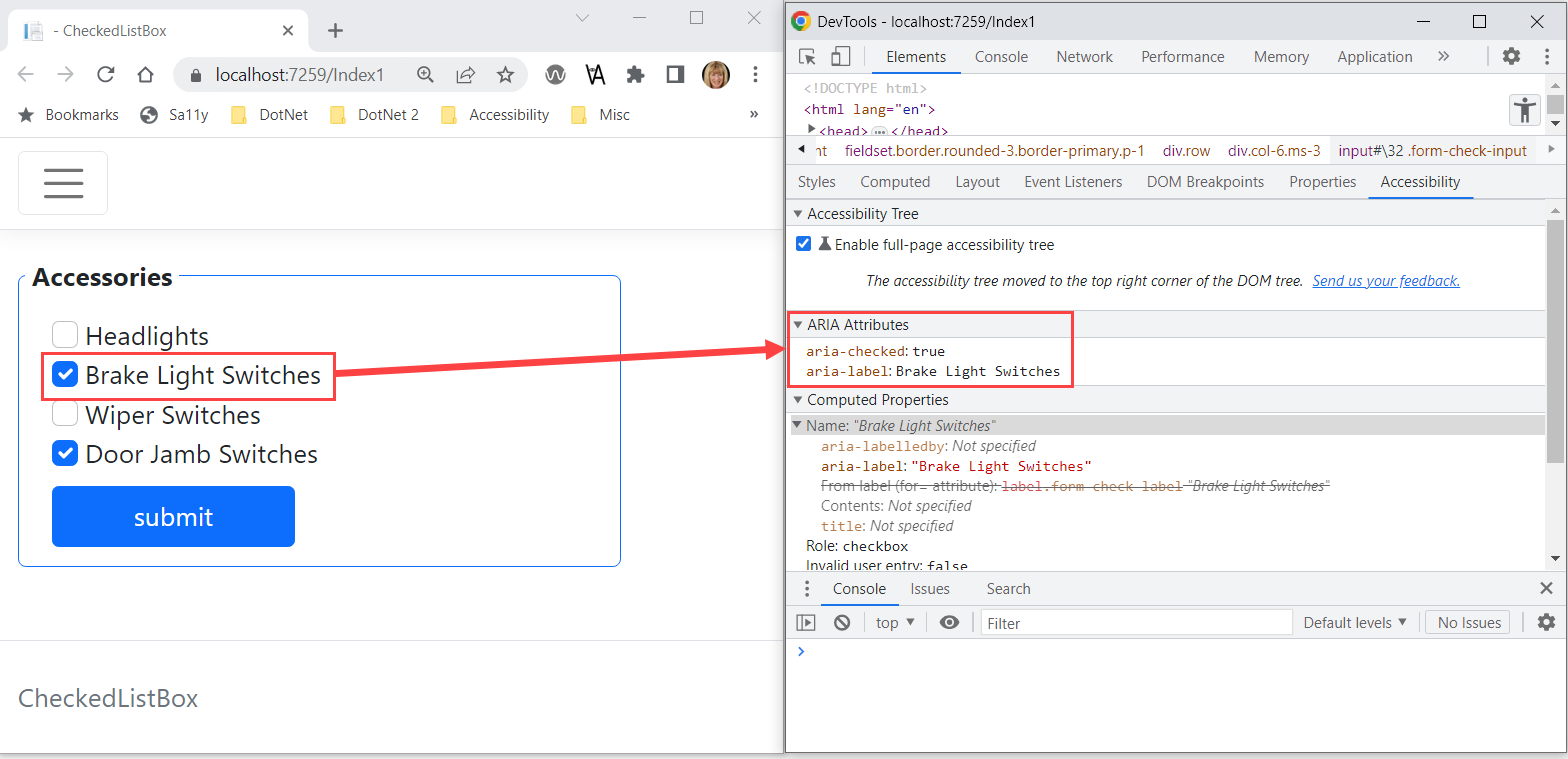 - CheckedListBox
localhost:7259/Index1
Bookmarks Sa11y DotNet DotNet 2 Accessibility Misc »
Accessories
Headlights
Brake Light Switches
Wiper Switches
Door Jamb Switches
submit
CheckedListBox
DevTools - localhost:7259/Index1
Elements Console Network Performance Memory Application »
<!DOCTYPE html>
<html lang="en">
<head>…</head>
nt fieldset.border.rounded-3.border-primary.p-1 div.row div.col-6.ms-3 input#\32 .form-check-input
Styles Computed Layout Event Listeners DOM Breakpoints Properties Accessibility
Accessibility Tree
Enable full-page accessibility tree
The accessibility tree moved to the top right corner of the DOM tree. Send us your feedback.
ARIA Attributes
aria-checked: true
aria-label: Brake Light Switches
Computed Properties
Name: "Brake Light Switches"
aria-labelledby: Not specified
aria-label: "Brake Light Switches"
From label (for= attribute): label.form-check-label "Brake Light Switches"
Contents: Not specified
title: Not specified
Role: checkbox
Invalid user entry: false
Console Issues Search
top Filter Default levels No Issues